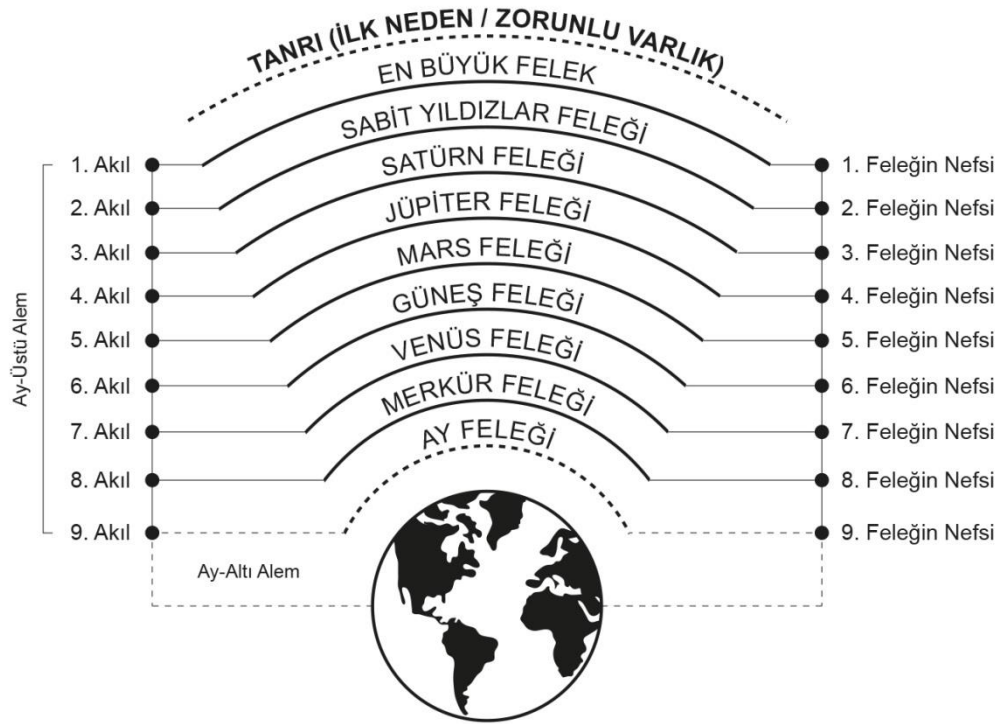 TANRI (İLK NEDEN / ZORUNLU VARLIK)
EN BÜYÜK FELEK
SABİT YILDIZLAR FELEĞİ
SATÜRN FELEĞİ
JÜPİTER FELEĞİ
MARS FELEĞİ
GÜNEŞ FELEĞİ
VENÜS FELEĞİ
MERKÜR FELEĞİ
AY FELEĞİ
Ay-Üstü Alem
1. Akıl
2. Akıl
3. Akıl
4. Akıl
5. Akıl
6. Akıl
7. Akıl
8. Akıl
9. Akıl
1. Feleğin Nefsi
2. Feleğin Nefsi
3. Feleğin Nefsi
4. Feleğin Nefsi
5. Feleğin Nefsi
6. Feleğin Nefsi
7. Feleğin Nefsi
8. Feleğin Nefsi
9. Feleğin Nefsi
Ay-Altı Alem